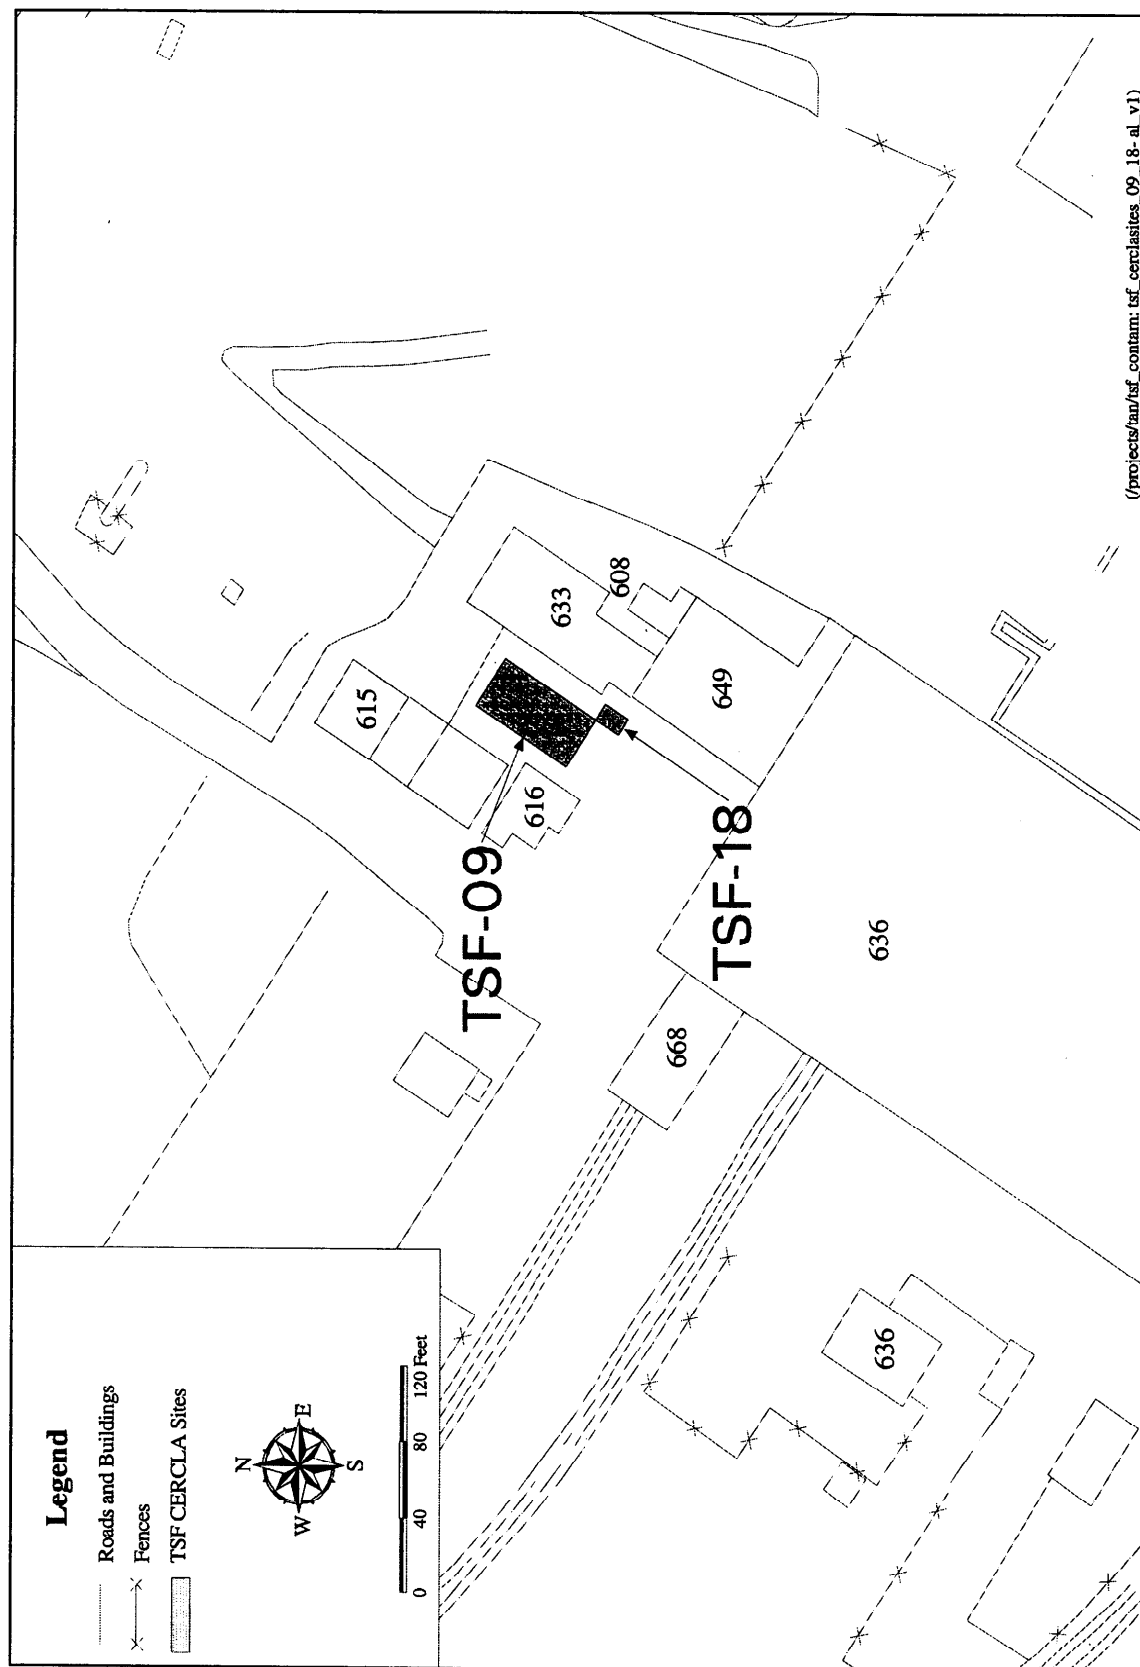 Legend
Roads and Buildings
Fences
TSF CERCLA Sites
N
W
E
S
0 40 80 120 Feet
615
633
608
616
TSF-09
649
TSF-18
668
636
636
(/projects/tan/tsf_contam: tsf_cerclasites_09_18- al_v1)